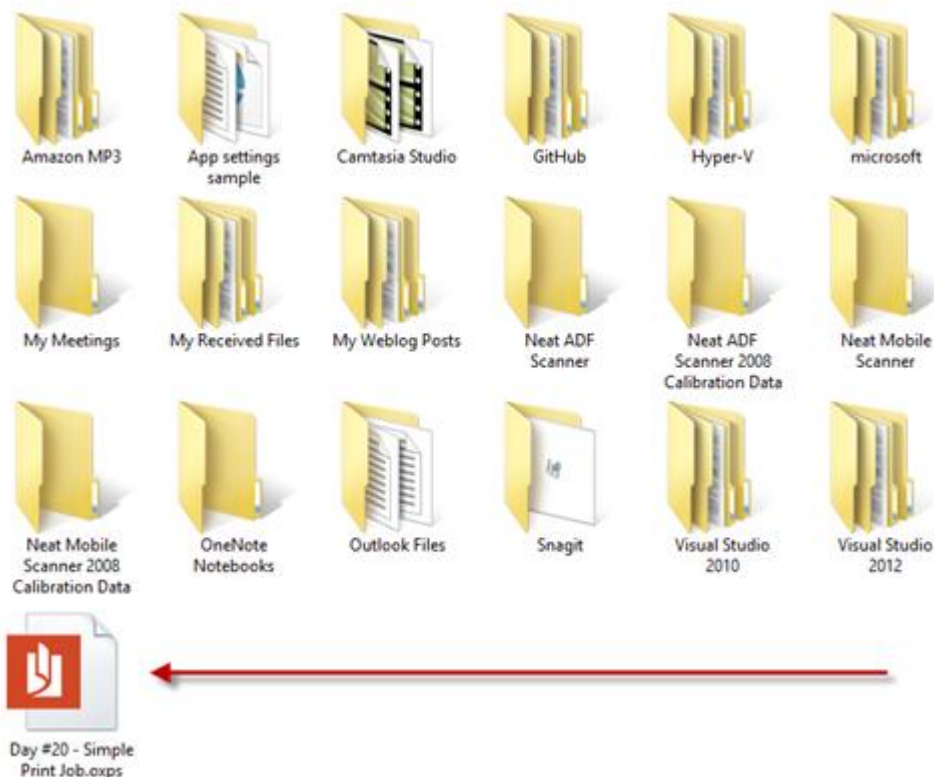 Amazon MP3
App settings
sample
Camtasia Studio
GitHub
Hyper-V
microsoft
My Meetings
My Received Files
My Weblog Posts
Neat ADF
Scanner
Neat ADF
Scanner 2008
Calibration Data
Neat Mobile
Scanner
Neat Mobile
Scanner 2008
Calibration Data
OneNote
Notebooks
Outlook Files
Snagit
Visual Studio
2010
Visual Studio
2012
Day #20 - Simple
Print Job.oxps